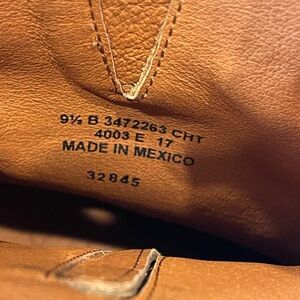 9½ B 3472263 CHT
4003 E 17
MADE IN MEXICO
32845